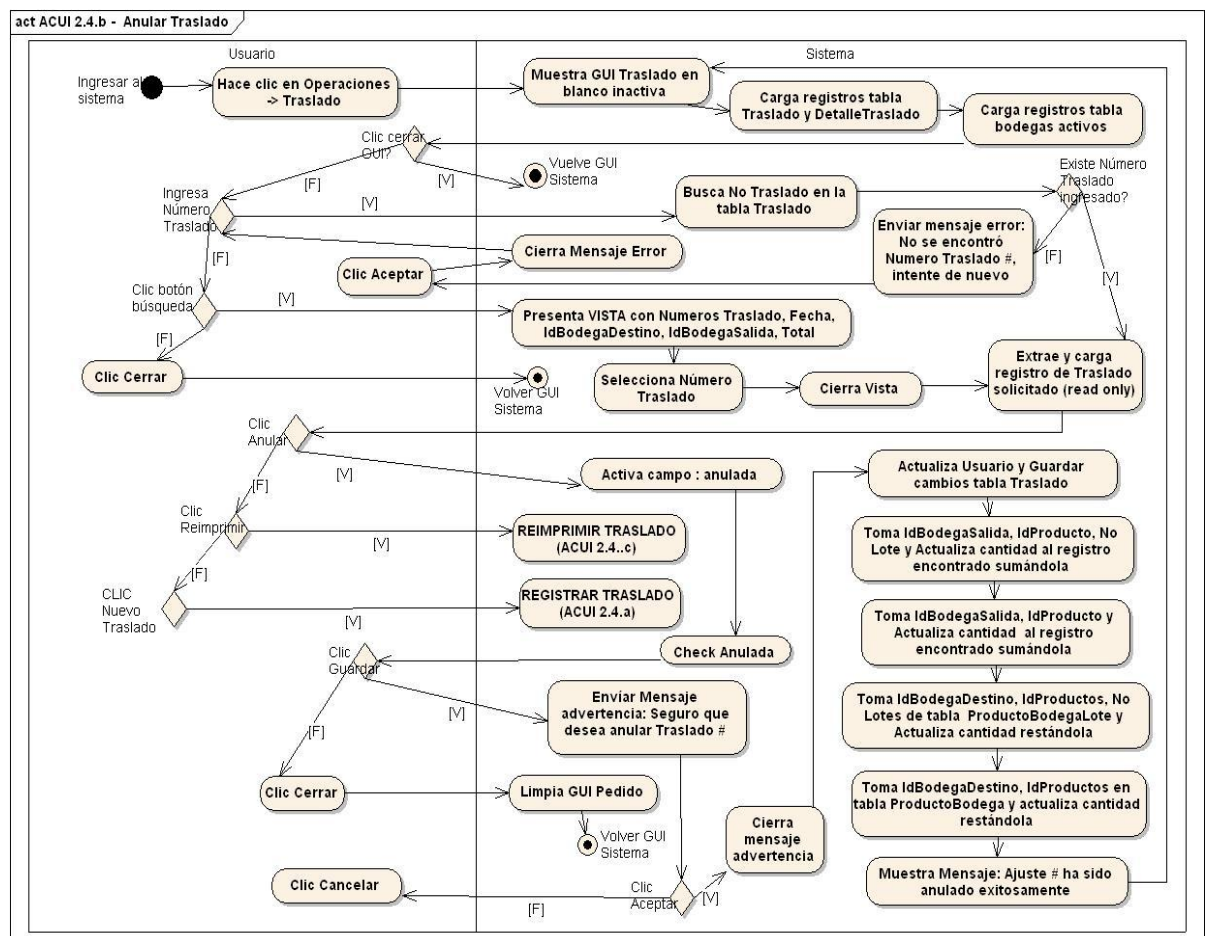 act ACUI 2.4.b - Anular Traslado
Usuario
Sistema
Ingresar al
sistema
Hace clic en Operaciones
-> Traslado
Muestra GUI Traslado en
blanco inactiva
Carga registros tabla
Traslado y DetalleTraslado
Carga registros tabla
bodegas activos
Clic cerrar
GUI?
[F]
[V]
Vuelve GUI
Sistema
Ingresa
Número
Traslado
[V]
[F]
Busca No Traslado en la
tabla Traslado
Existe Número
Traslado
ingresado?
[F]
[V]
Enviar mensaje error:
No se encontró
Numero Traslado #,
intente de nuevo
Cierra Mensaje Error
Clic Aceptar
Clic botón
búsqueda
[V]
[F]
Presenta VISTA con Numeros Traslado, Fecha,
IdBodegaDestino, IdBodegaSalida, Total
Clic Cerrar
Volver GUI
Sistema
Selecciona Número
Traslado
Cierra Vista
Extrae y carga
registro de Traslado
solicitado (read only)
Clic
Anular
[V]
[F]
Activa campo : anulada
Actualiza Usuario y Guardar
cambios tabla Traslado
Clic
Reimprimir
[V]
[F]
REIMPRIMIR TRASLADO
(ACUI 2.4..c)
Toma IdBodegaSalida, IdProducto, No
Lote y Actualiza cantidad al registro
encontrado sumándola
CLIC
Nuevo
Traslado
[V]
REGISTRAR TRASLADO
(ACUI 2.4.a)
Toma IdBodegaSalida, IdProducto y
Actualiza cantidad al registro
encontrado sumándola
Check Anulada
Clic
Guardar
[V]
[F]
Envíar Mensaje
advertencia: Seguro que
desea anular Traslado #
Toma IdBodegaDestino, IdProductos, No
Lotes de tabla ProductoBodegaLote y
Actualiza cantidad restándola
Clic Cerrar
Limpia GUI Pedido
Volver GUI
Sistema
Cierra
mensaje
advertencia
Toma IdBodegaDestino, IdProductos en
tabla ProductoBodega y actualiza cantidad
restándola
Clic Cancelar
[F]
Clic
Aceptar
[V]
Muestra Mensaje: Ajuste # ha sido
anulado exitosamente